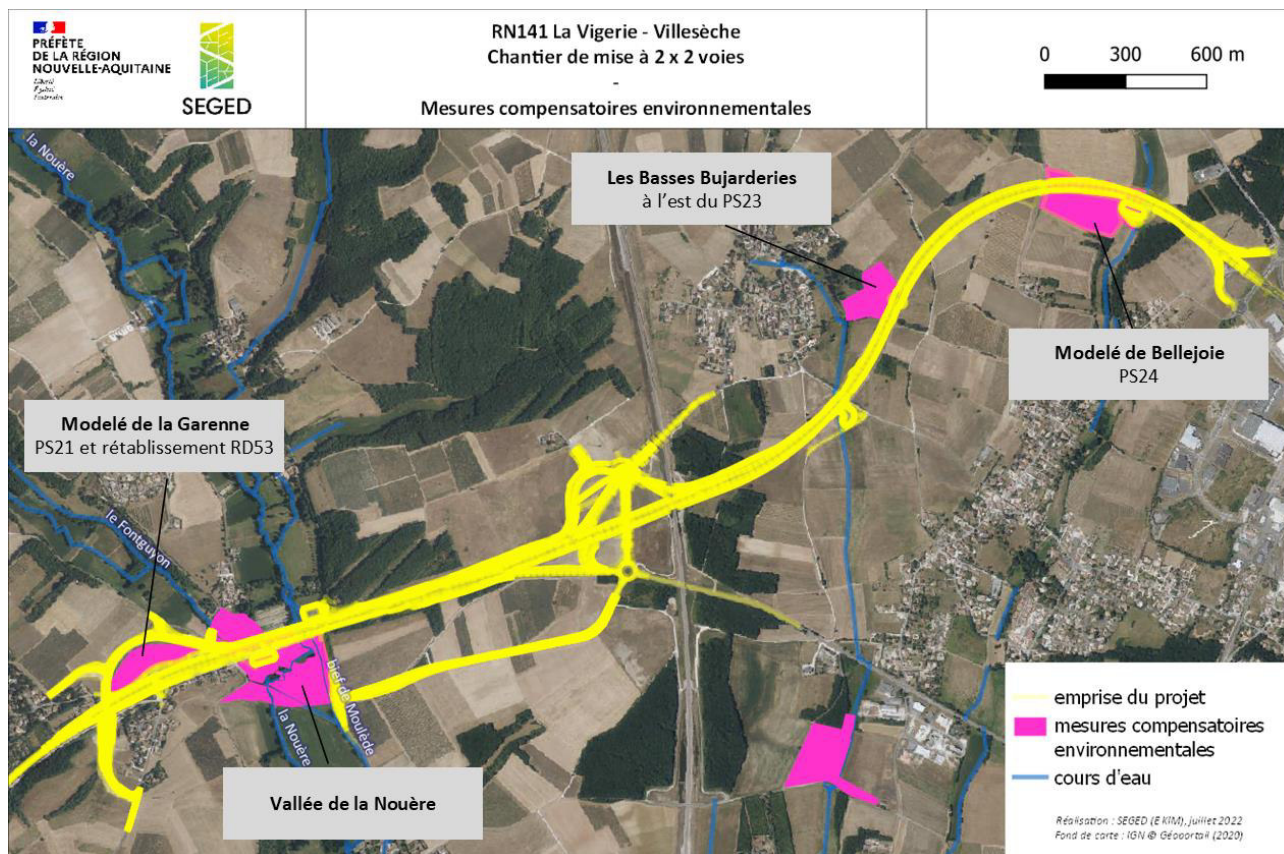 PRÉFÈTE
DE LA RÉGION
NOUVELLE-AQUITAINE
Liberté
Égalité
Fraternité
SEGED
RN141 La Vigerie - Villesèche
Chantier de mise à 2 x 2 voies
-
Mesures compensatoires environnementales
0 300 600 m
la Nouère
Les Basses Bujarderies
à l'est du PS23
Modelé de Bellejoie
PS24
Modelé de la Garenne
PS21 et rétablissement RD53
le Fontguyon
bief de Moulède
la Nouère
Vallée de la Nouère
emprise du projet
mesures compensatoires
environnementales
cours d'eau
Réalisation : SEGED (E KIM), juillet 2022
Fond de carte : IGN © Géoportail (2020)